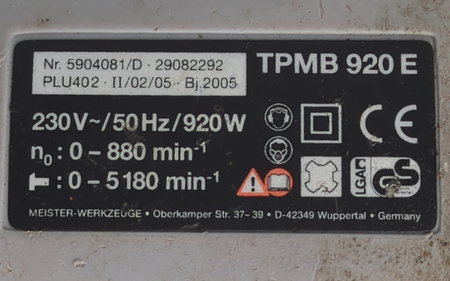 Nr. 5904081/D · 29082292
PLU402 · II/02/05 · Bj.2005
TPMB 920 E
230V~/50Hz/920W
n₀: 0–880 min⁻¹
: 0–5180 min⁻¹
CE
LGA
GS
MEISTER-WERKZEUGE • Oberkamper Str. 37-39 • D-42349 Wuppertal • Germany